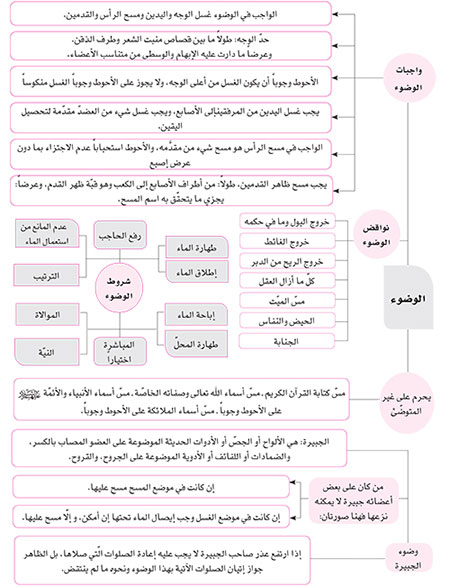 الواجب في الوضوء غسل الوجه واليدين ومسح الرأس والقدمين.
واجبات
الوضوء
حدّ الوجه: طولاً ما بين قصاص منبت الشعر وطرف الذقن.
وعرضاً ما دارت عليه الإبهام والوسطى من متناسب الأعضاء.
الأحوط وجوباً أن يكون الغسل من أعلى الوجه، ولا يجوز على الأحوط وجوباً الغسل منكوساً
يجب غسل اليدين من المرفقين إلى الأصابع، ويجب غسل شيء من العضد مقدّمة لتحصيل
اليقين.
الواجب في مسح الرأس هو مسح شيء من مقدّمه، والأحوط استحباباً عدم الاجتزاء بما دون
عرض إصبع
يجب مسح ظاهر القدمين، طولاً: من أطراف الأصابع إلى الكعب وهو قبّة ظهر القدم، وعرضاً:
يجزي ما يتحقّق به اسم المسح.
الوضوء
نواقض
الوضوء
خروج البول وما في حكمه
خروج الغائط
خروج الريح من الدبر
كلّ ما أزال العقل
مسّ الميّت
الحيض والنفاس
الجنابة
شروط
الوضوء
طهارة الماء
إطلاق الماء
إباحة الماء
طهارة المحلّ
رفع الحاجب
المباشرة
اختياراً
عدم المانع من
استعمال الماء
الترتيب
الموالاة
النيّة
يحرم على غير
المتوضّئ
مسّ كتابة القرآن الكريم. مسّ أسماء الله تعالى وصفاته الخاصّة. مسّ أسماء الأنبياء والأئمّة
على الأحوط وجوباً. مسّ أسماء الملائكة على الأحوط وجوباً.
وضوء
الجبيرة
الجبيرة: هي الألواح أو الجصّ أو الأدوات الحديثة الموضوعة على العضو المصاب بالكسر،
والضمادات أو اللفائف أو الأدوية الموضوعة على الجروح، والقروح.
من كان على بعض
أعضائه جبيرة لا يمكنه
نزعها فهنا صورتان:
إن كانت في موضع المسح مسح عليها.
إن كانت في موضع الغسل وجب إيصال الماء تحتها إن أمكن، وإلّا مسح عليها.
إذا ارتفع عذر صاحب الجبيرة لا يجب عليه إعادة الصلوات الّتي صلاها، بل الظاهر
جواز إتيان الصلوات الآتية بهذا الوضوء ونحوه ما لم ينتقض.